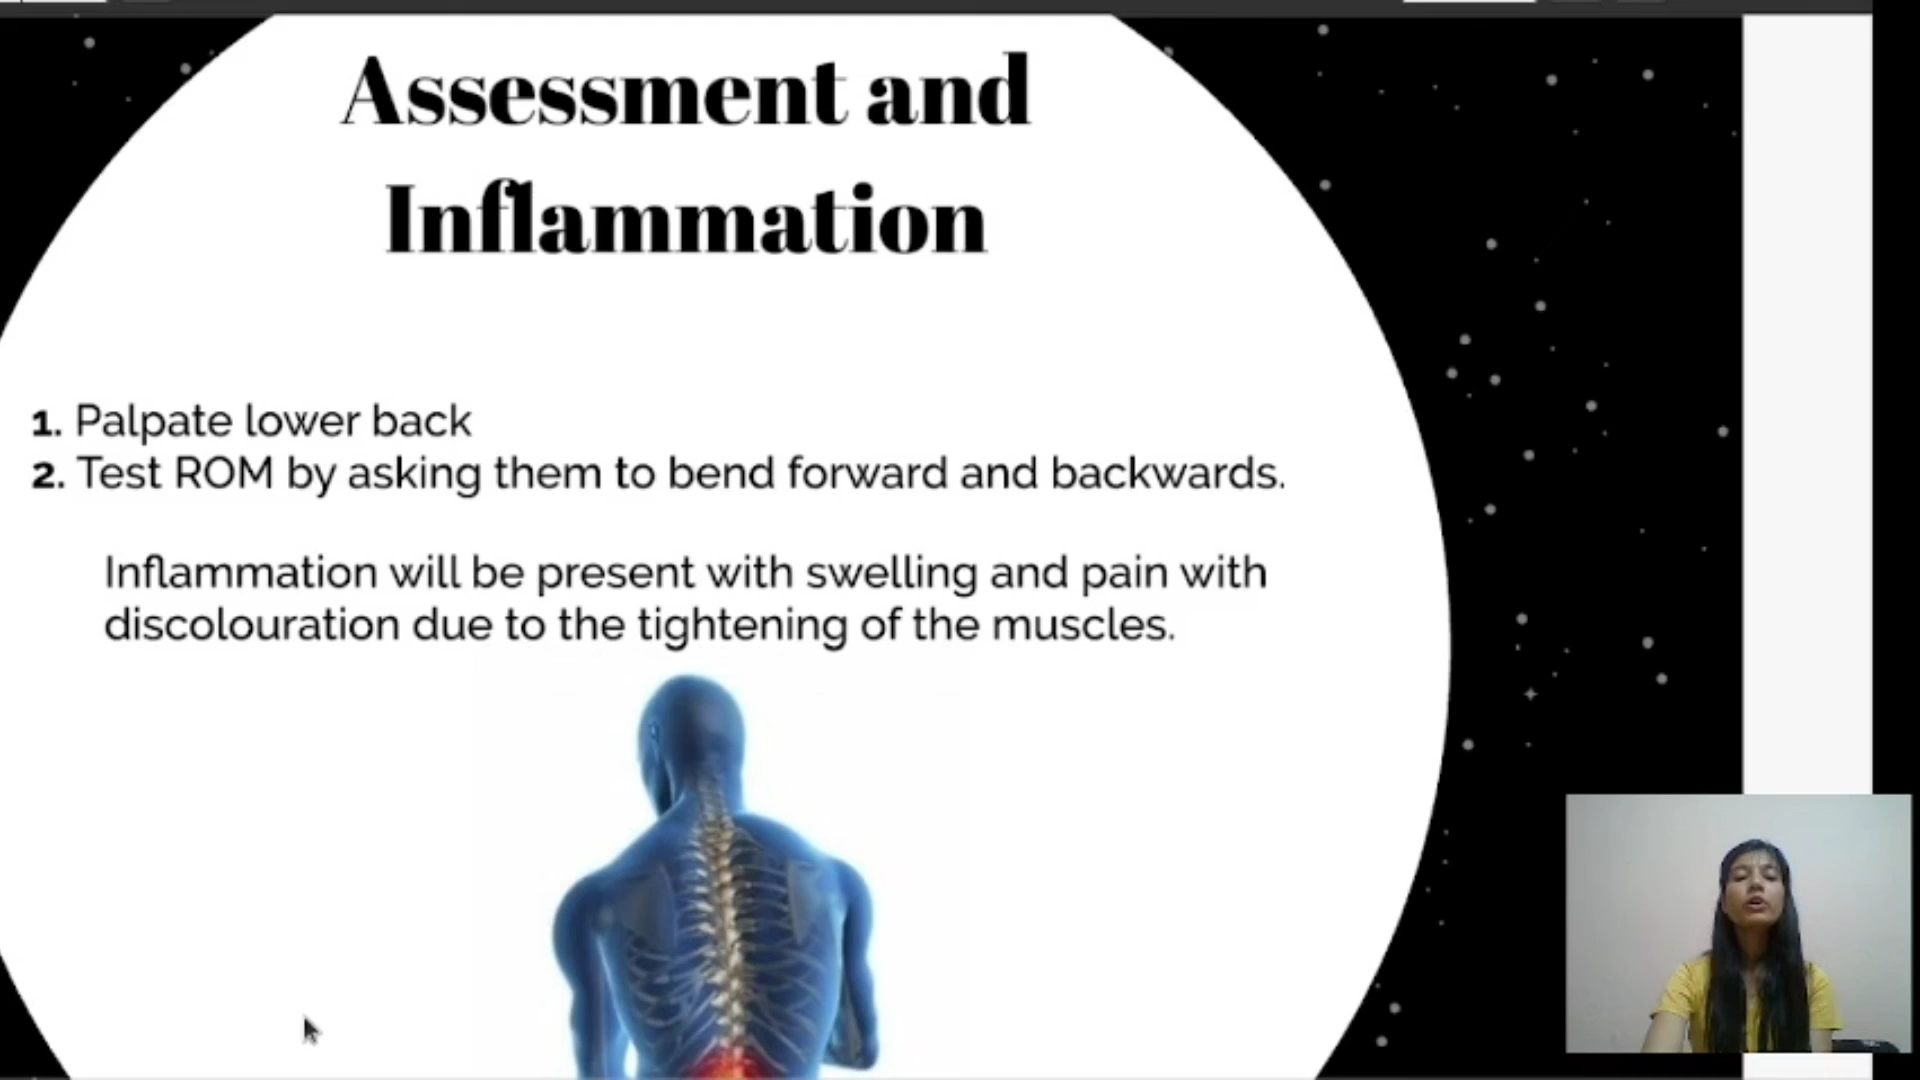 Assessment and
Inflammation
1. Palpate lower back
2. Test ROM by asking them to bend forward and backwards.
Inflammation will be present with swelling and pain with
discolouration due to the tightening of the muscles.